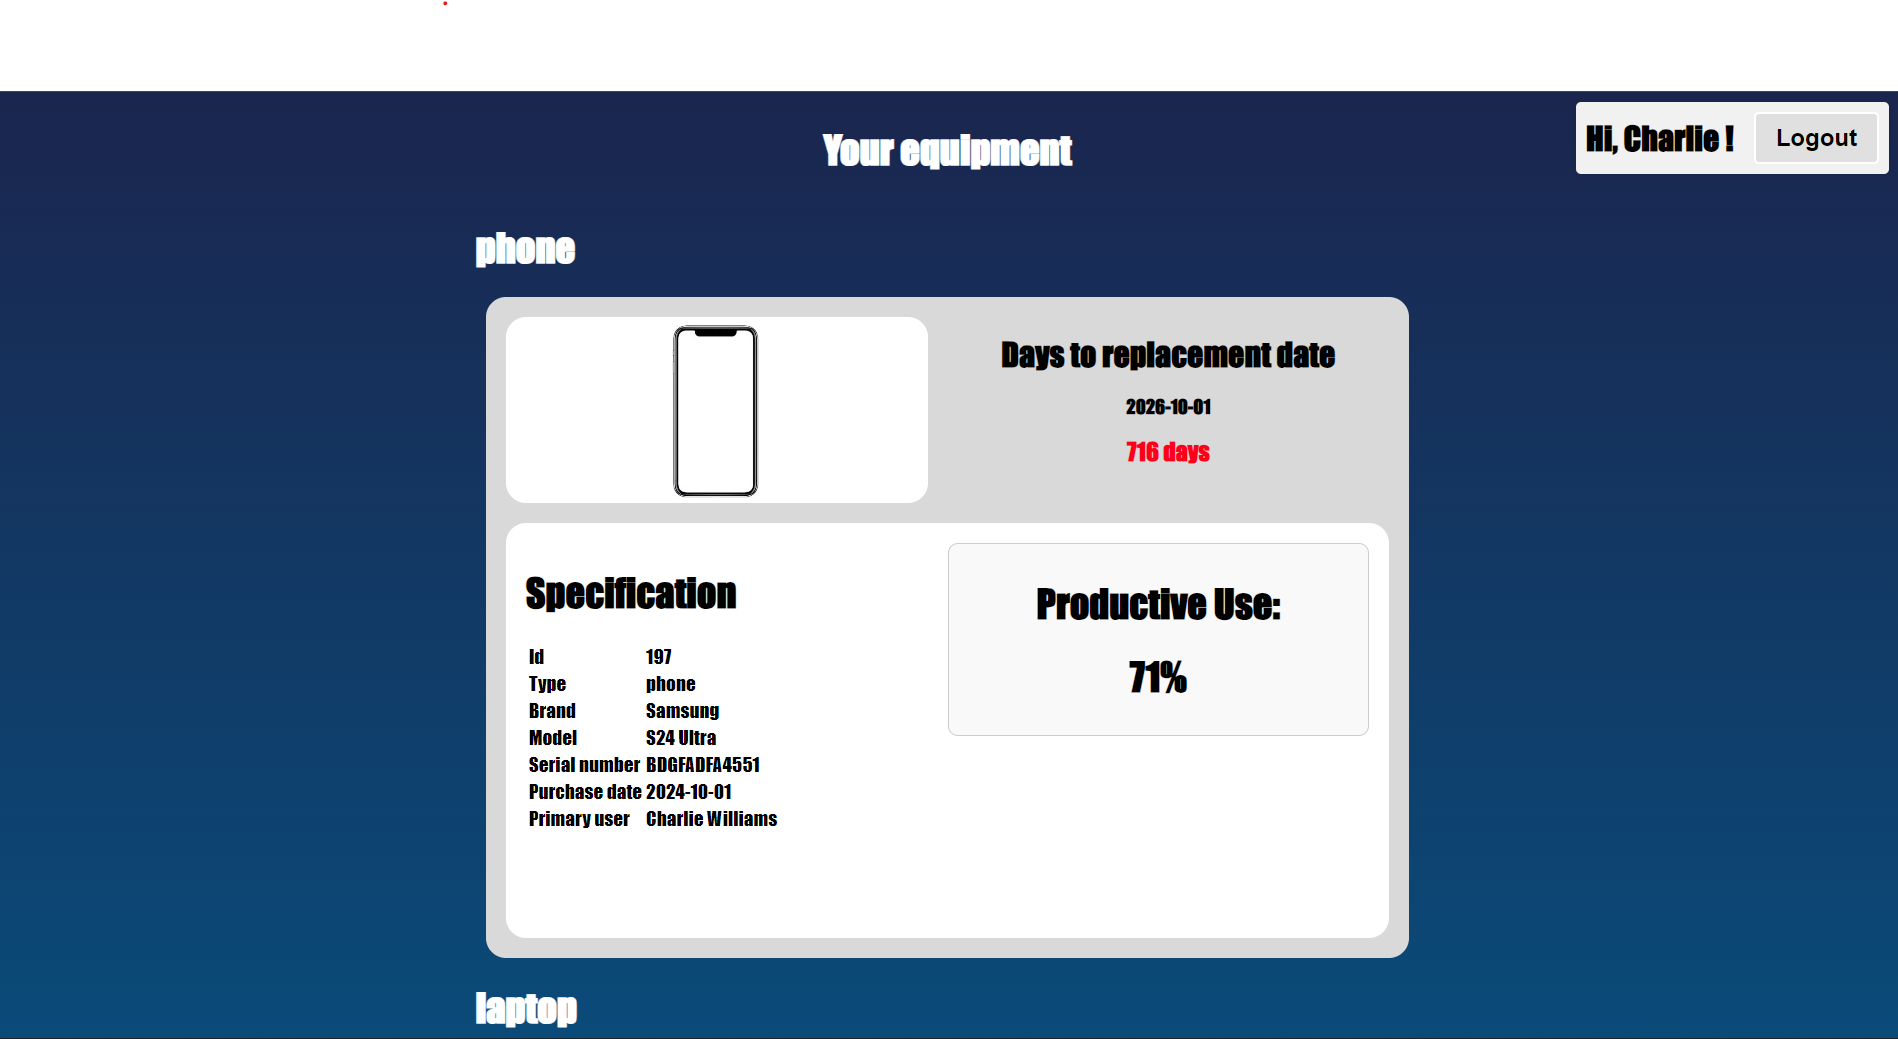 Hi, Charlie ! Logout
Your equipment
phone
Days to replacement date
2026-10-01
716 days
Specification
Id 197
Type phone
Brand Samsung
Model S24 Ultra
Serial number BDGFADFA4551
Purchase date 2024-10-01
Primary user Charlie Williams
Productive Use:
71%
laptop